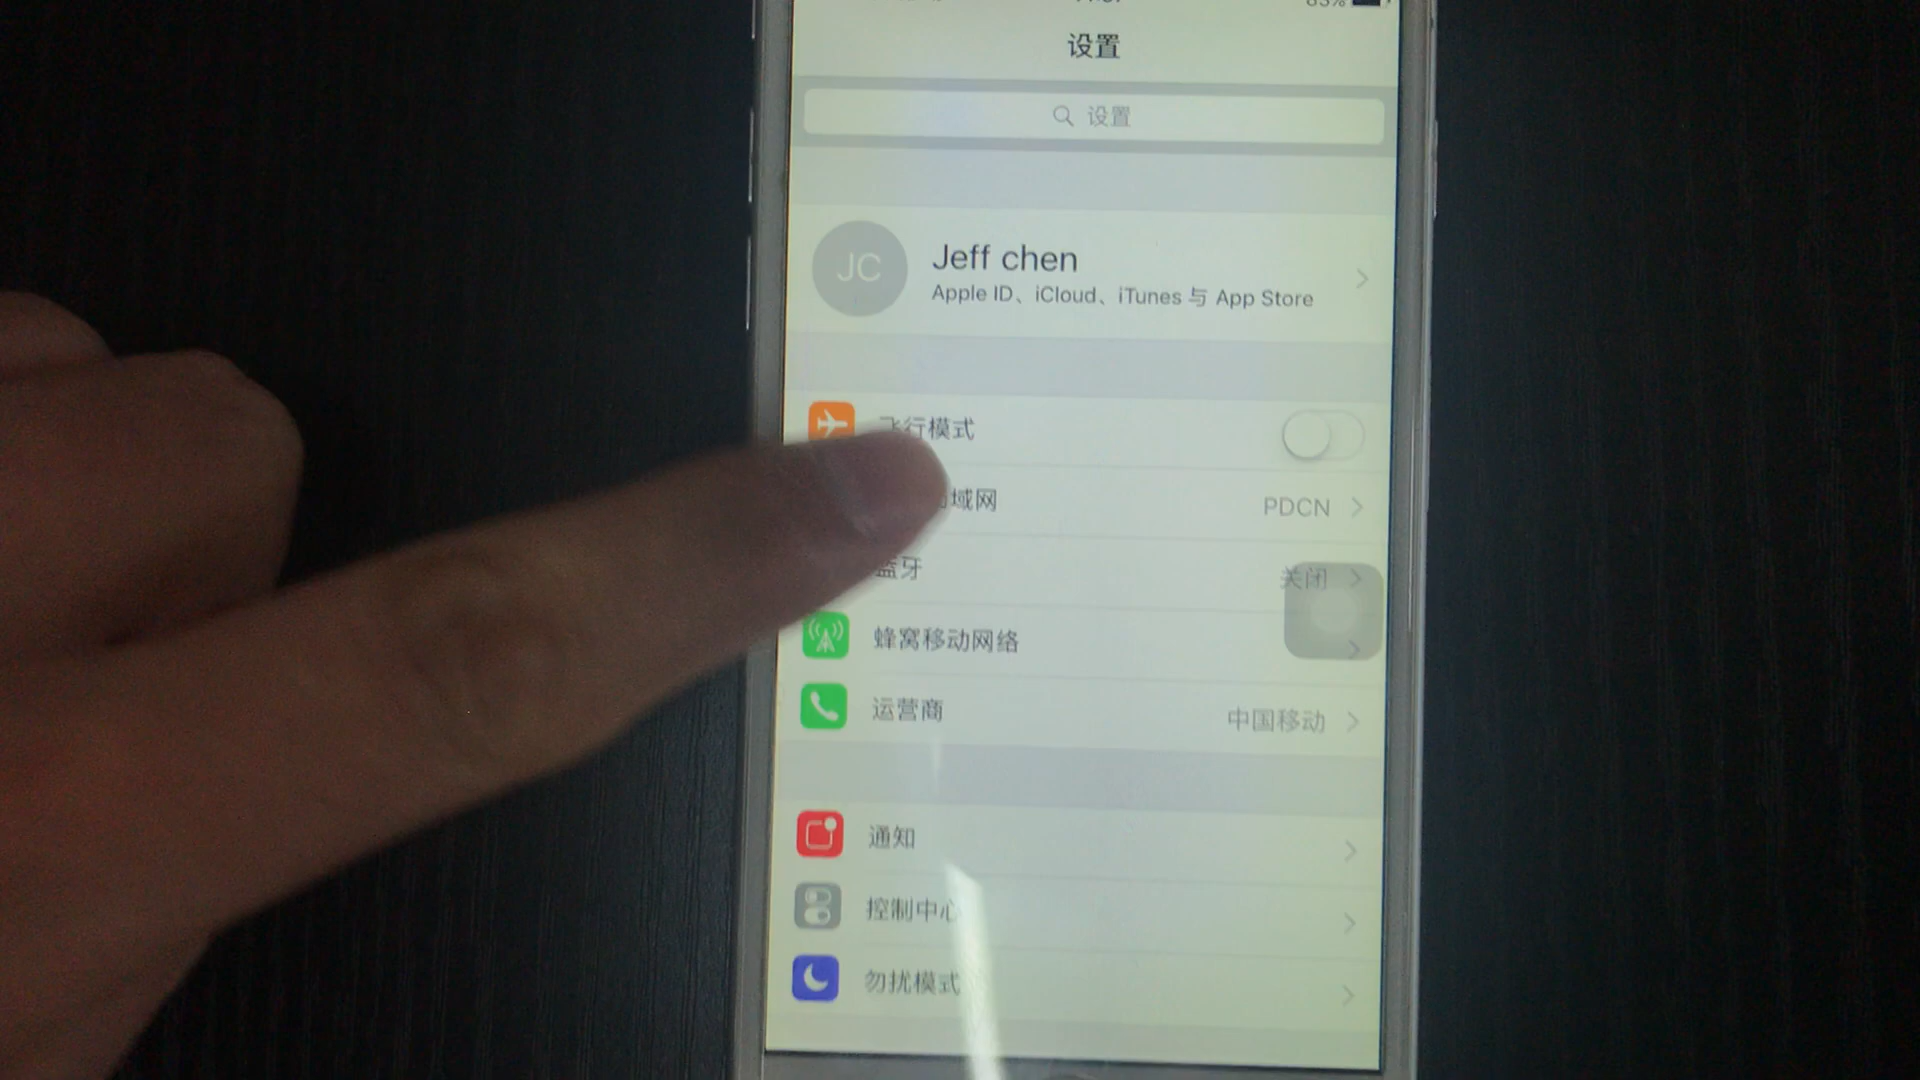 设置
设置
JC
Jeff chen
Apple ID、iCloud、iTunes 与 App Store
飞行模式
域网 PDCN
蓝牙 关闭
蜂窝移动网络
运营商 中国移动
通知
控制中心
勿扰模式